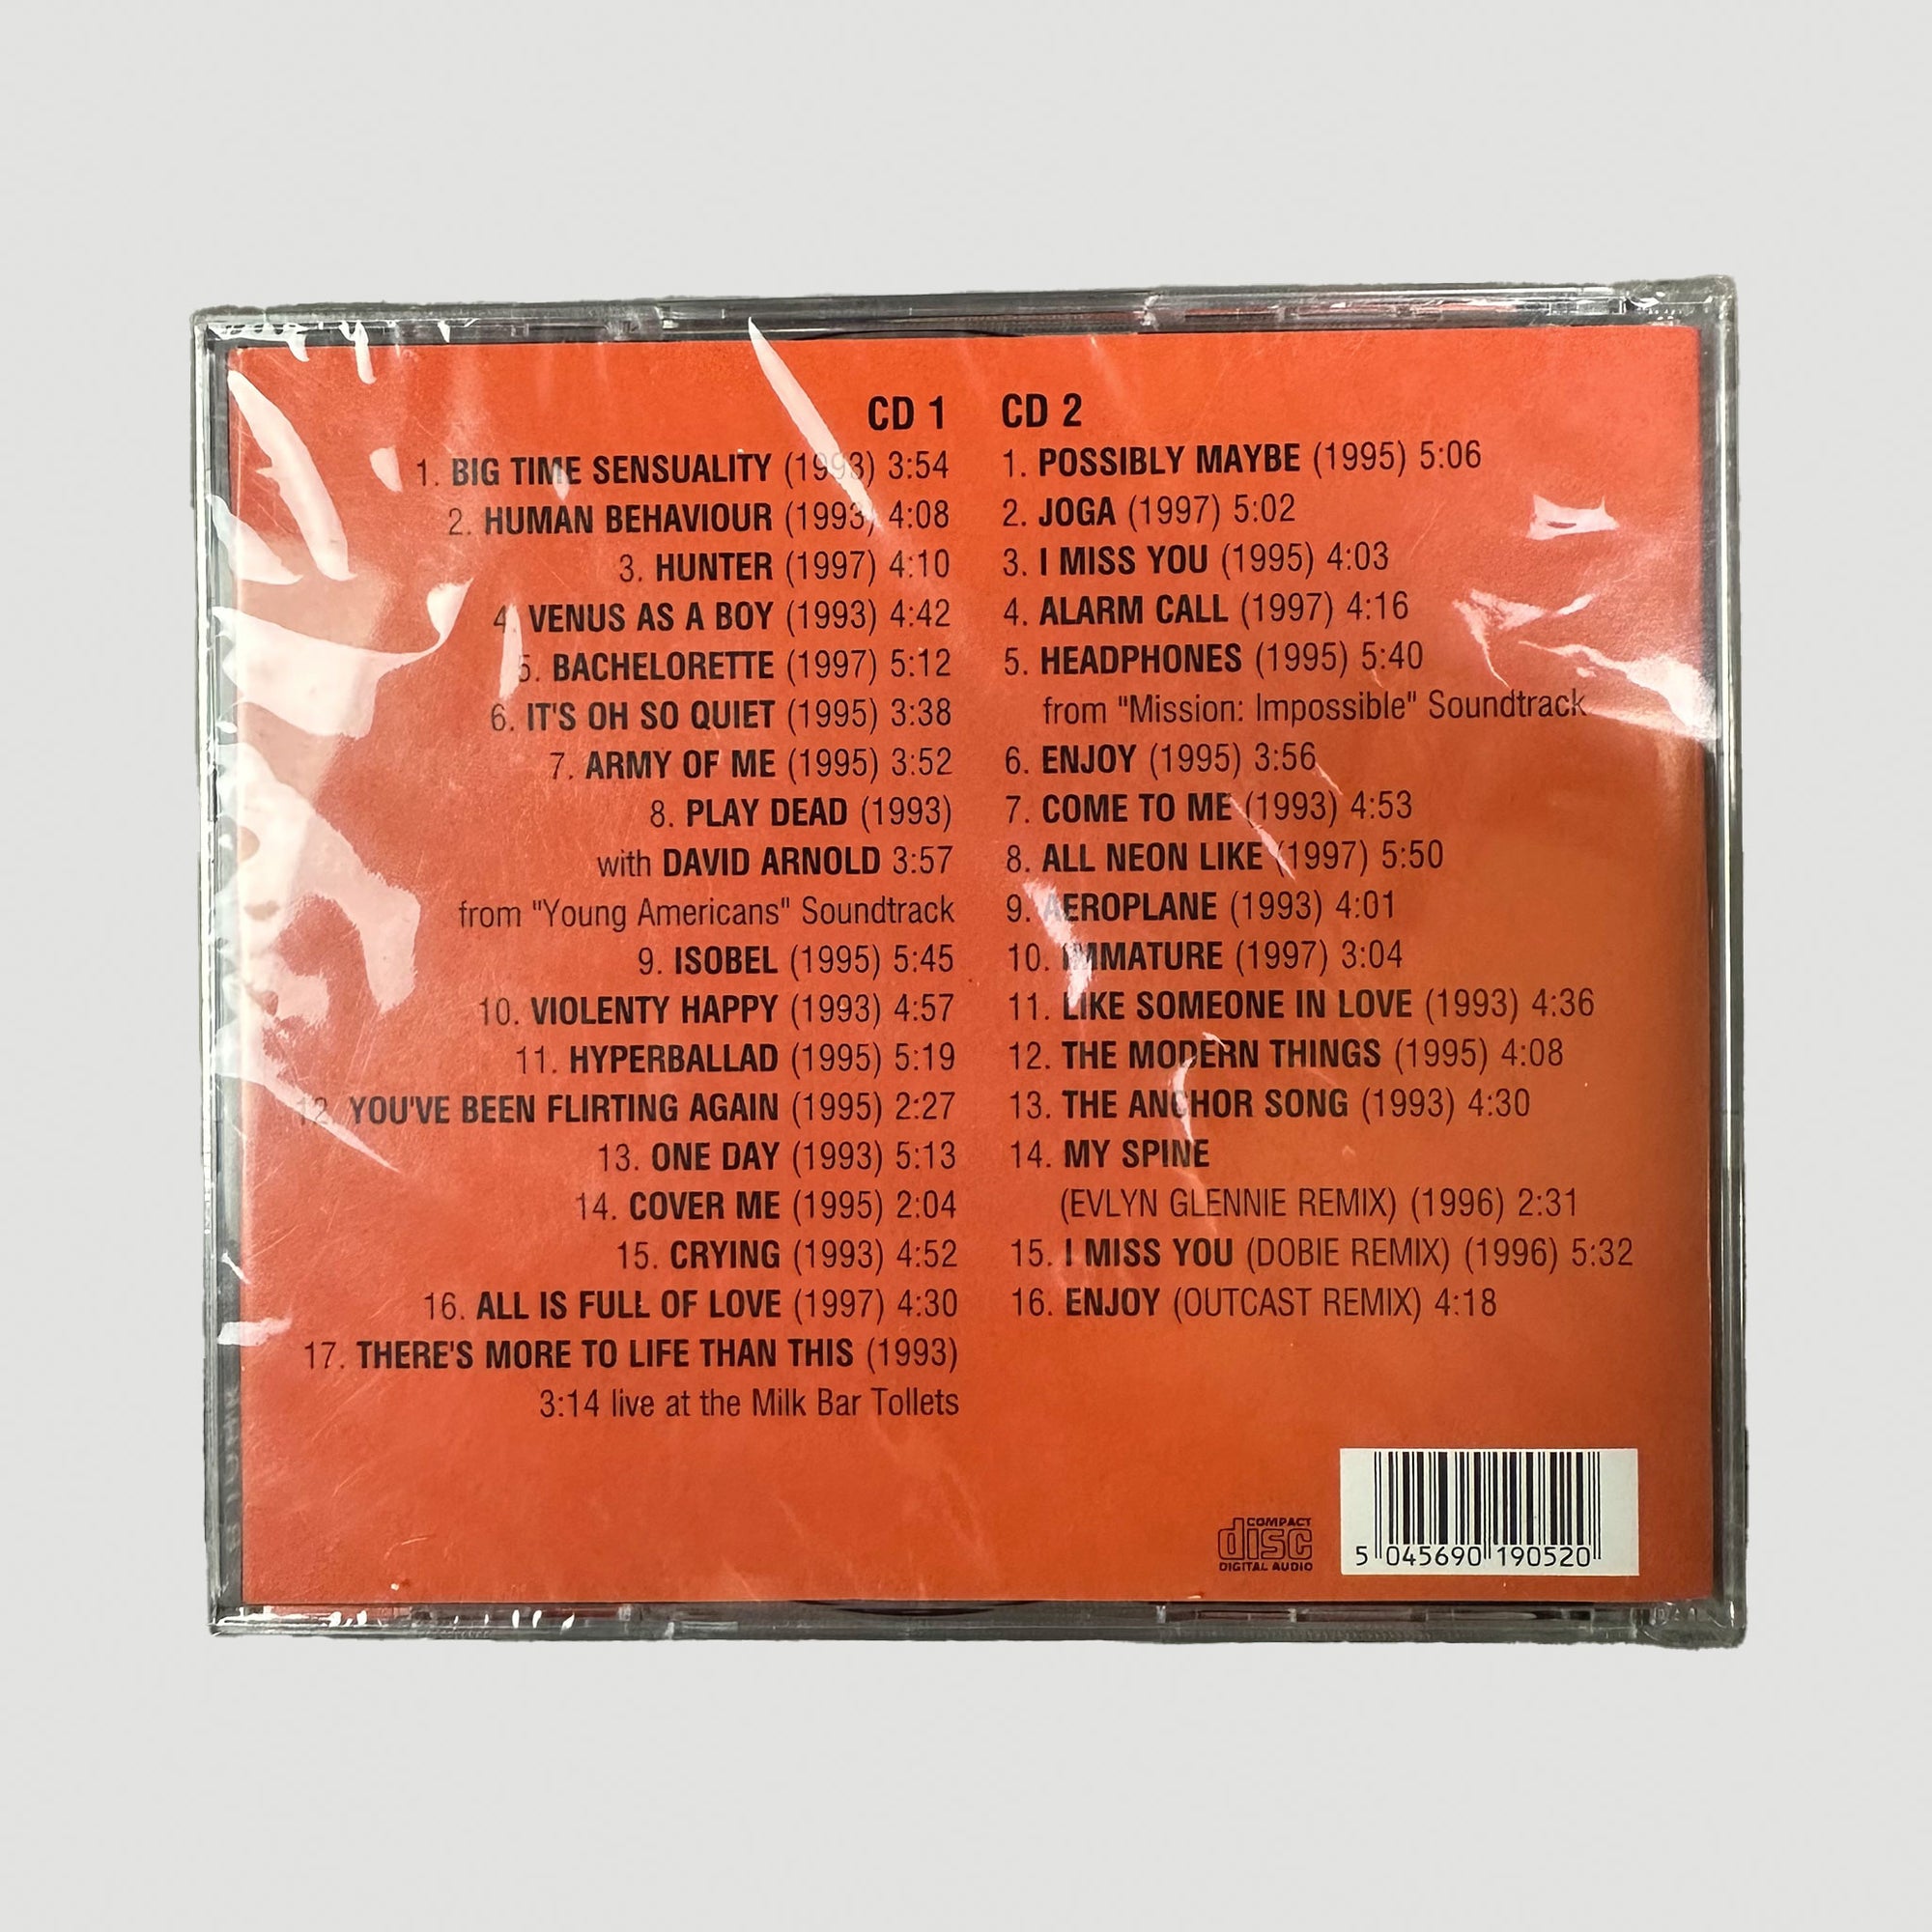 CD 1
1. BIG TIME SENSUALITY (1993) 3:54
2. HUMAN BEHAVIOUR (1993) 4:08
3. HUNTER (1997) 4:10
4. VENUS AS A BOY (1993) 4:42
5. BACHELORETTE (1997) 5:12
6. IT'S OH SO QUIET (1995) 3:38
7. ARMY OF ME (1995) 3:52
8. PLAY DEAD (1993)
with DAVID ARNOLD 3:57
from "Young Americans" Soundtrack
9. ISOBEL (1995) 5:45
10. VIOLENTY HAPPY (1993) 4:57
11. HYPERBALLAD (1995) 5:19
12. YOU'VE BEEN FLIRTING AGAIN (1995) 2:27
13. ONE DAY (1993) 5:13
14. COVER ME (1995) 2:04
15. CRYING (1993) 4:52
16. ALL IS FULL OF LOVE (1997) 4:30
17. THERE'S MORE TO LIFE THAN THIS (1993)
3:14 live at the Milk Bar Tollets
CD 2
1. POSSIBLY MAYBE (1995) 5:06
2. JOGA (1997) 5:02
3. I MISS YOU (1995) 4:03
4. ALARM CALL (1997) 4:16
5. HEADPHONES (1995) 5:40
from "Mission: Impossible" Soundtrack
6. ENJOY (1995) 3:56
7. COME TO ME (1993) 4:53
8. ALL NEON LIKE (1997) 5:50
9. AEROPLANE (1993) 4:01
10. IMMATURE (1997) 3:04
11. LIKE SOMEONE IN LOVE (1993) 4:36
12. THE MODERN THINGS (1995) 4:08
13. THE ANCHOR SONG (1993) 4:30
14. MY SPINE
(EVLYN GLENNIE REMIX) (1996) 2:31
15. I MISS YOU (DOBIE REMIX) (1996) 5:32
16. ENJOY (OUTCAST REMIX) 4:18
COMPACT
disc
DIGITAL AUDIO
5 045690 190520